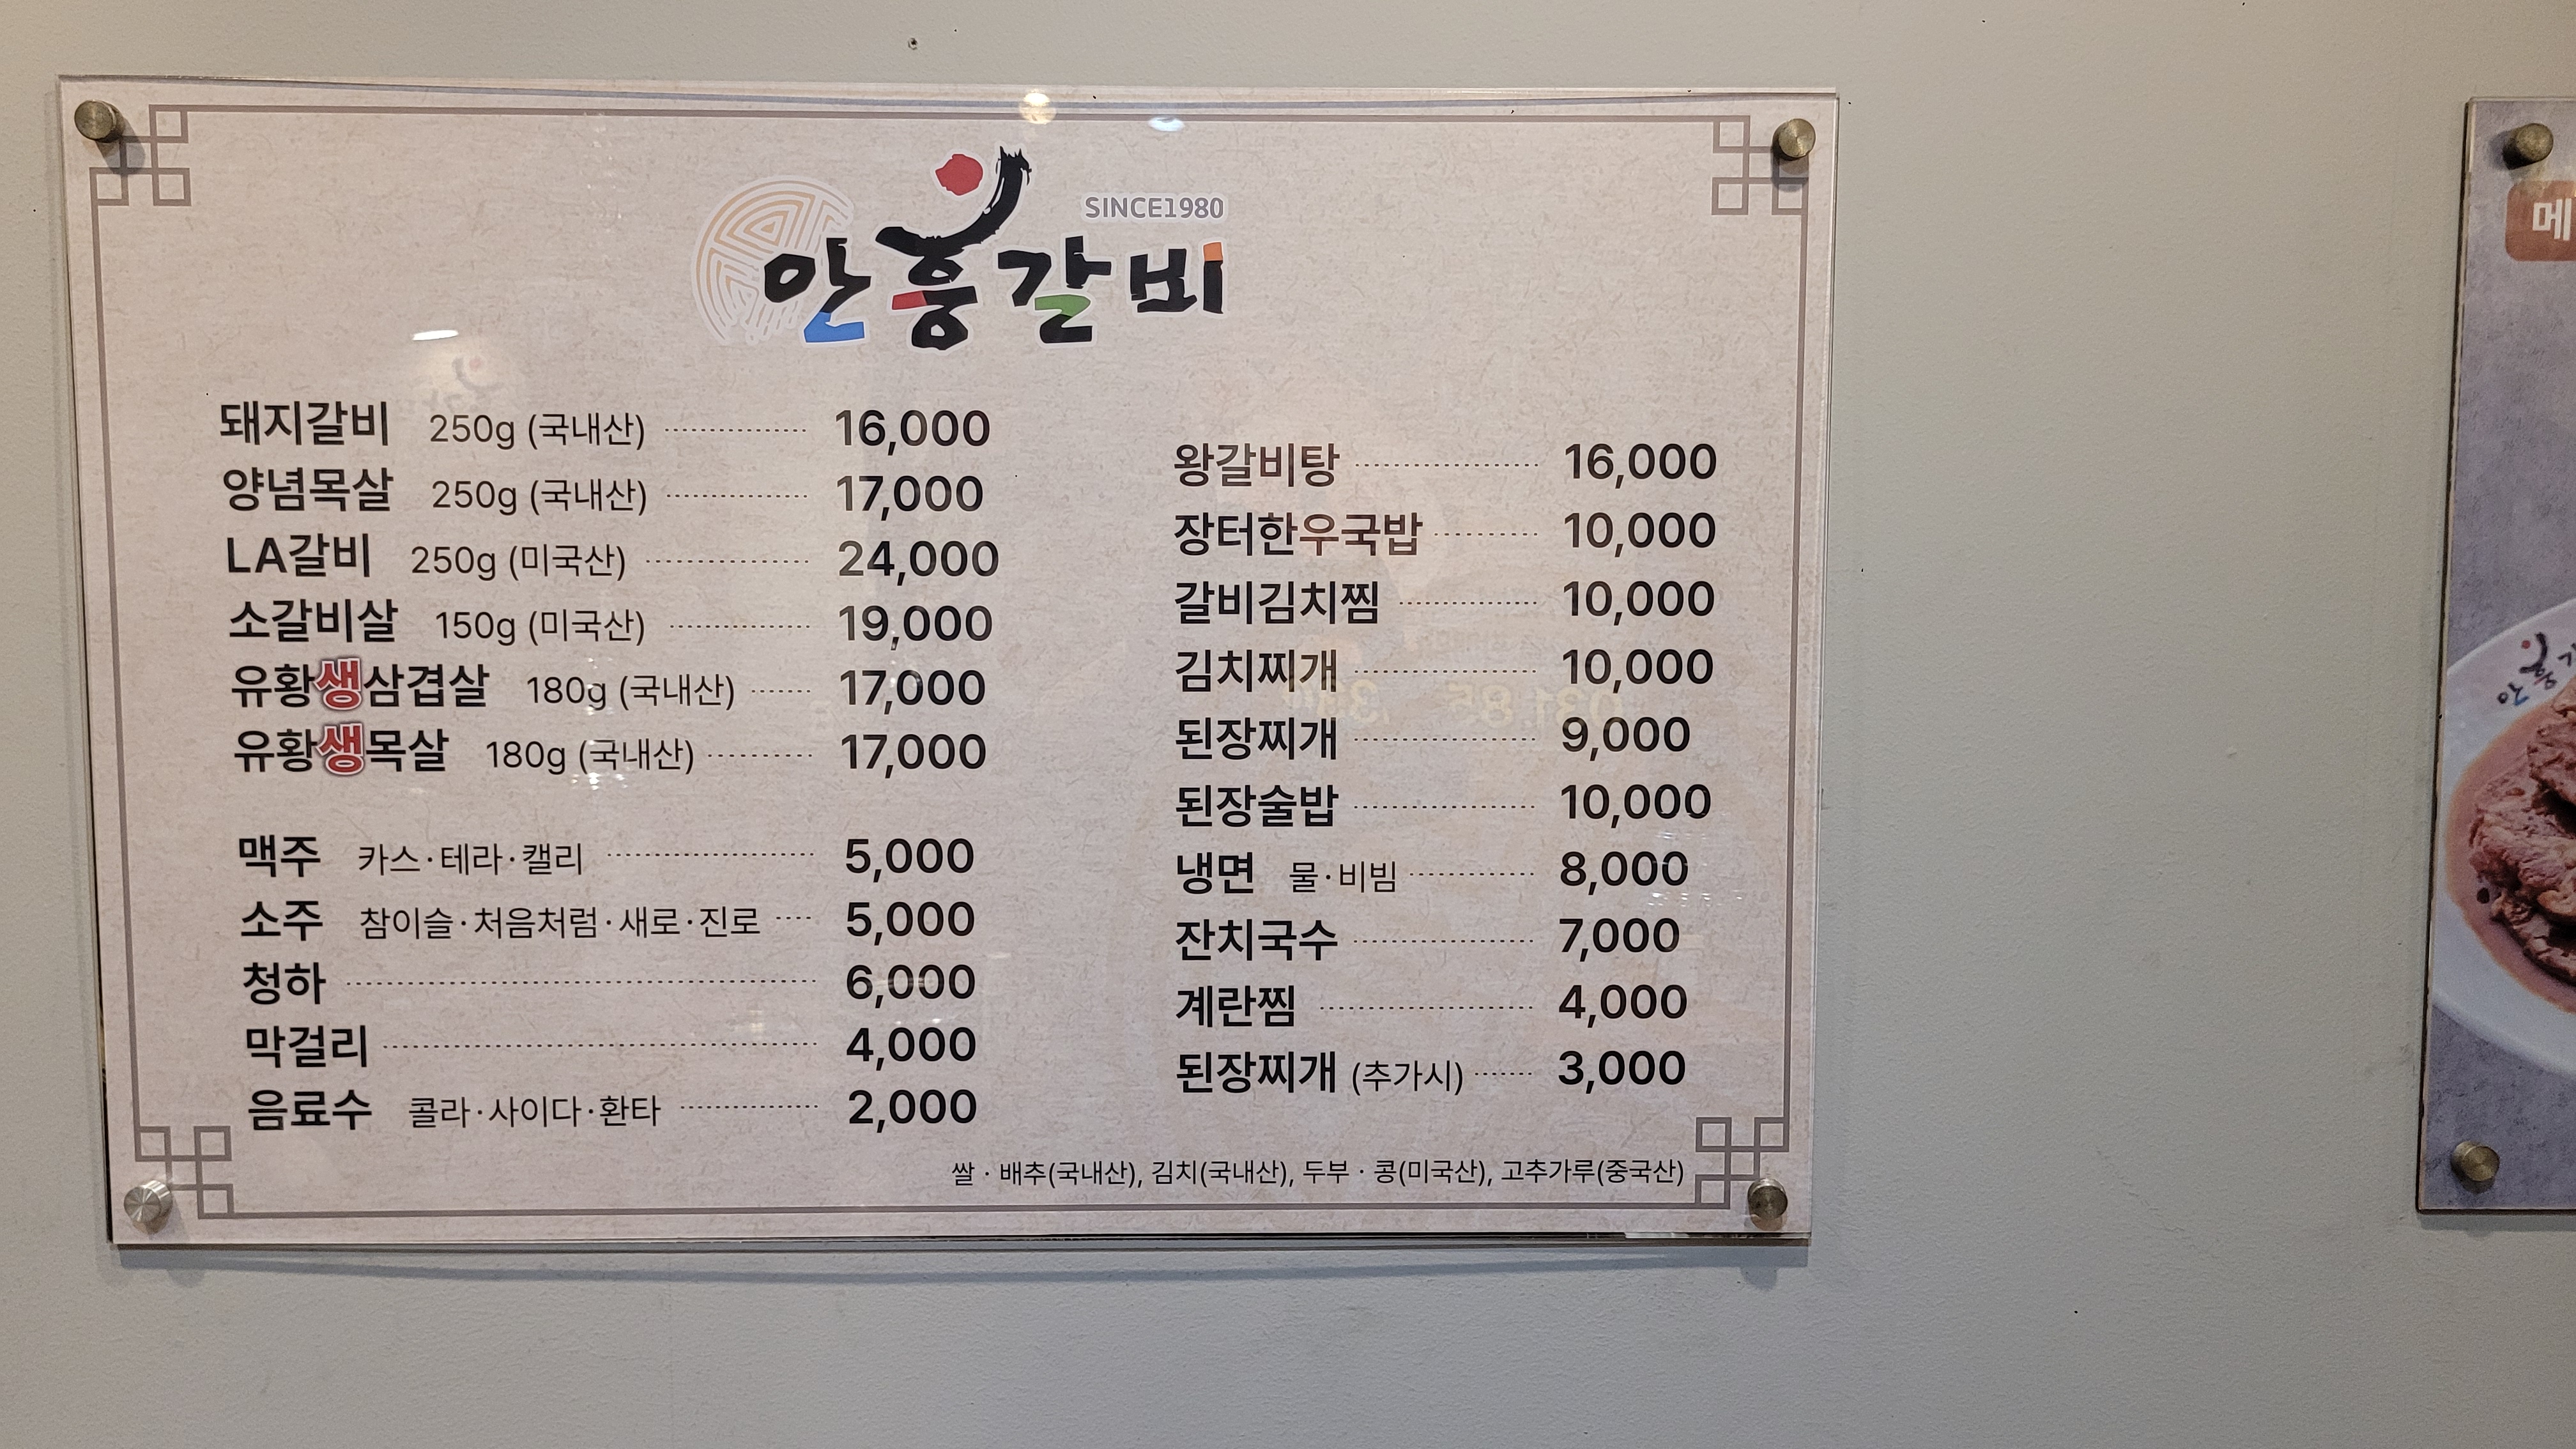 SINCE1980
안흥갈비
돼지갈비 250g (국내산) 16,000
양념목살 250g (국내산) 17,000
LA갈비 250g (미국산) 24,000
소갈비살 150g (미국산) 19,000
유황생삼겹살 180g (국내산) 17,000
유황생목살 180g (국내산) 17,000
맥주 카스·테라·캘리 5,000
소주 참이슬·처음처럼·새로·진로 5,000
청하 6,000
막걸리 4,000
음료수 콜라·사이다·환타 2,000
왕갈비탕 16,000
장터한우국밥 10,000
갈비김치찜 10,000
김치찌개 10,000
된장찌개 9,000
된장술밥 10,000
냉면 물·비빔 8,000
잔치국수 7,000
계란찜 4,000
된장찌개 (추가시) 3,000
쌀 · 배추(국내산), 김치(국내산), 두부 · 콩(미국산), 고추가루(중국산)
메
안흥